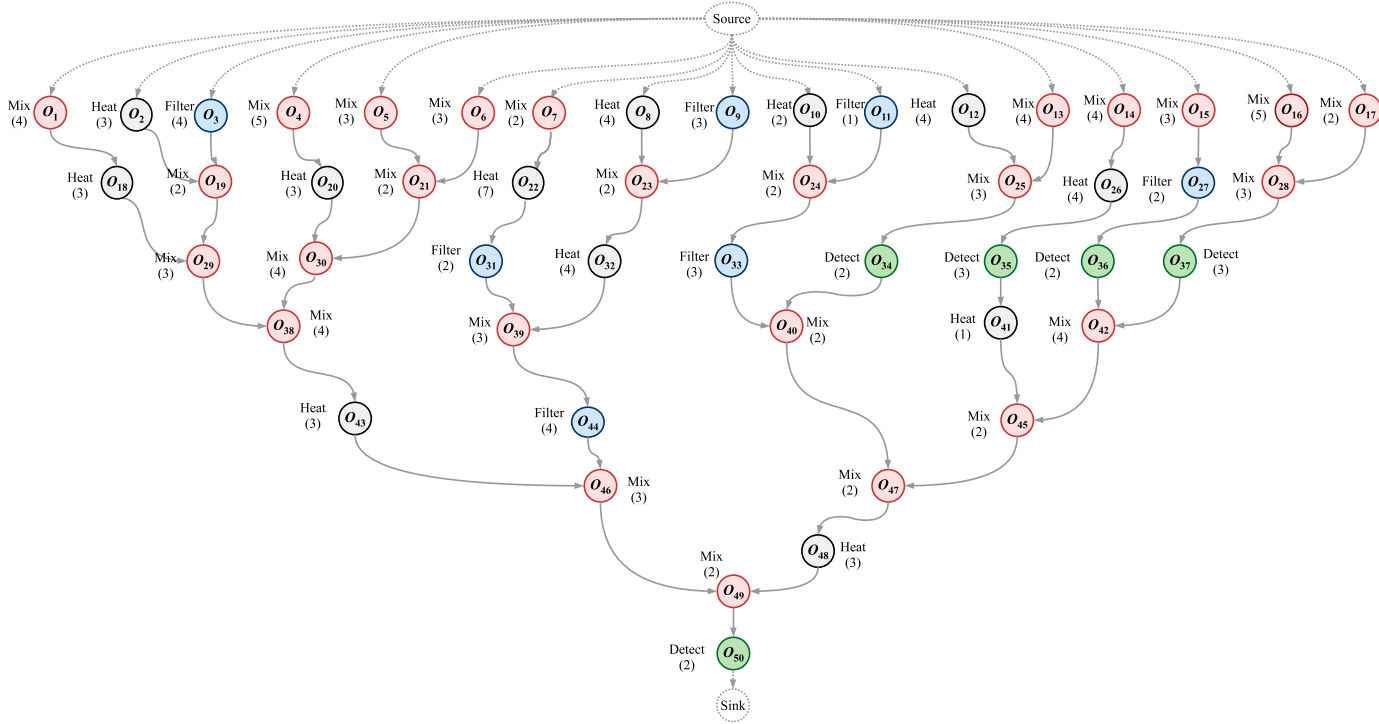 Source
Mix
(4)
O1
Heat
(3)
O2
Filter
(4)
O3
Mix
(5)
O4
Mix
(3)
O5
Mix
(3)
O6
Mix
(2)
O7
Heat
(4)
O8
Filter
(3)
O9
Heat
(2)
O10
Filter
(1)
O11
Heat
(4)
O12
Mix
(4)
O13
Mix
(4)
O14
Mix
(3)
O15
Mix
(5)
O16
Mix
(2)
O17
Heat
(3)
O18
Mix
(2)
O19
Heat
(3)
O20
Mix
(2)
O21
Heat
(7)
O22
Mix
(2)
O23
Mix
(2)
O24
Mix
(3)
O25
Heat
(4)
O26
Filter
(2)
O27
Mix
(3)
O28
Mix
(3)
O29
Mix
(4)
O30
Filter
(2)
O31
Heat
(4)
O32
Filter
(3)
O33
Detect
(2)
O34
Detect
(3)
O35
Detect
(2)
O36
O37
Detect
(3)
O38
Mix
(4)
Mix
(3)
O39
O40
Mix
(2)
Heat
(1)
O41
Mix
(4)
O42
Heat
(3)
O43
Filter
(4)
O44
Mix
(2)
O45
O46
Mix
(3)
Mix
(2)
O47
O48
Heat
(3)
Mix
(2)
O49
Detect
(2)
O50
Sink